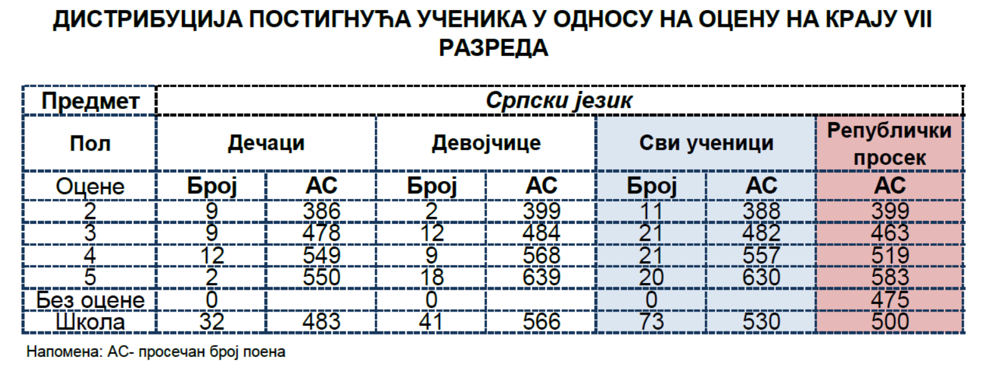 ДИСТРИБУЦИЈА ПОСТИГНУЋА УЧЕНИКА У ОДНОСУ НА ОЦЕНУ НА КРАЈУ VII
РАЗРЕДА
Предмет Српски језик
Пол Дечаци Девојчице Сви ученици Републички просек
Оцене Број АС Број АС Број АС АС
2 9 386 2 399 11 388 399
3 9 478 12 484 21 482 463
4 12 549 9 568 21 557 519
5 2 550 18 639 20 630 583
Без оцене 0 0 0 475
Школа 32 483 41 566 73 530 500
Напомена: АС- просечан број поена